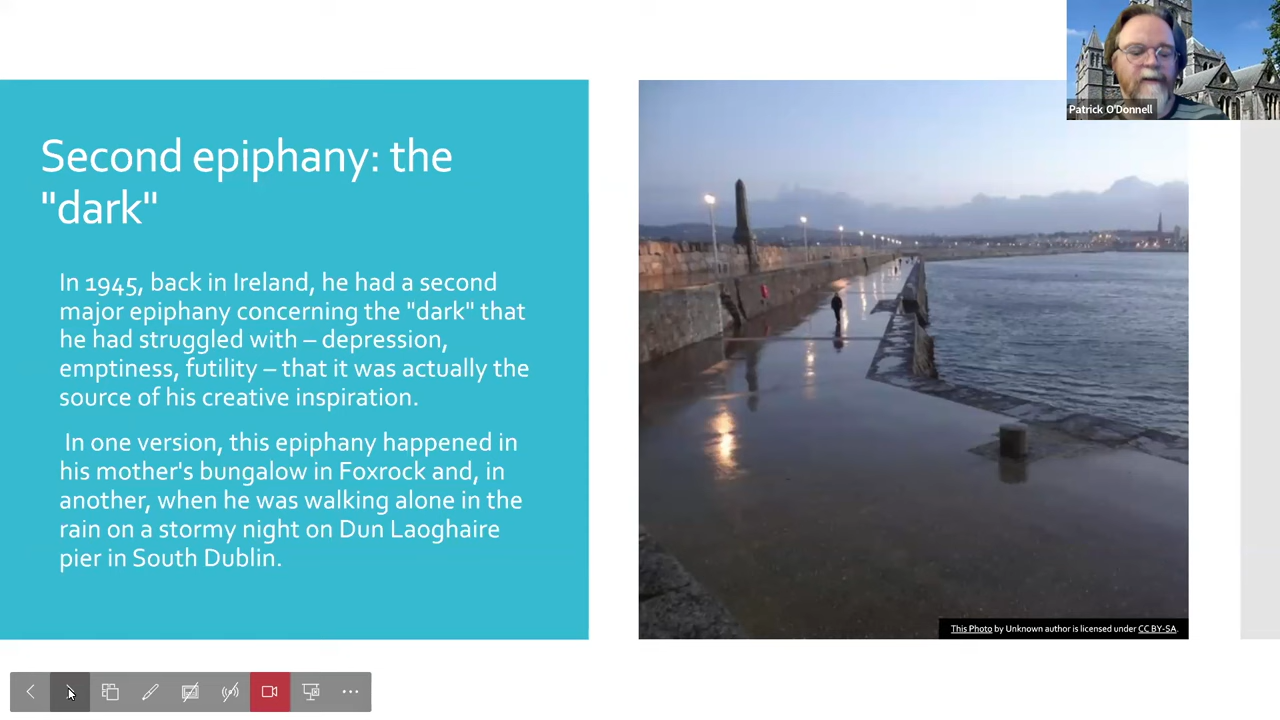 Patrick O'Donnell
Second epiphany: the
"dark"
In 1945, back in Ireland, he had a second
major epiphany concerning the "dark" that
he had struggled with – depression,
emptiness, futility – that it was actually the
source of his creative inspiration.
In one version, this epiphany happened in
his mother's bungalow in Foxrock and, in
another, when he was walking alone in the
rain on a stormy night on Dun Laoghaire
pier in South Dublin.
This Photo by Unknown author is licensed under CC BY-SA.